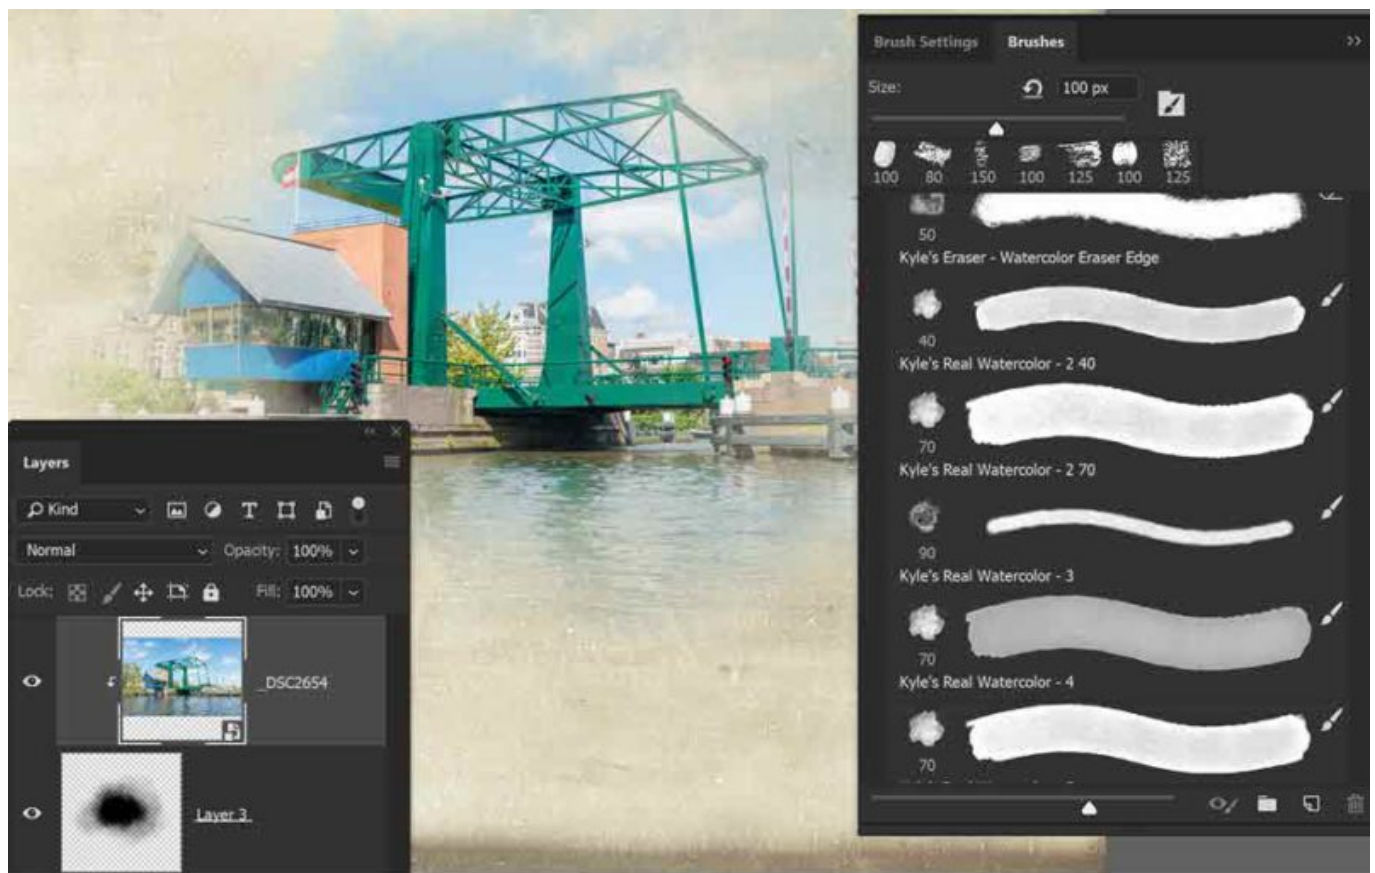 Brush Settings Brushes
Size: 100 px
100 80 150 100 125 100 125
50
Kyle's Eraser - Watercolor Eraser Edge
40
Kyle's Real Watercolor - 2 40
70
Kyle's Real Watercolor - 2 70
90
Kyle's Real Watercolor - 3
70
Kyle's Real Watercolor - 4
70
Layers
Kind
Normal Opacity: 100%
Lock: Fill: 100%
_DSC2654
Layer 3